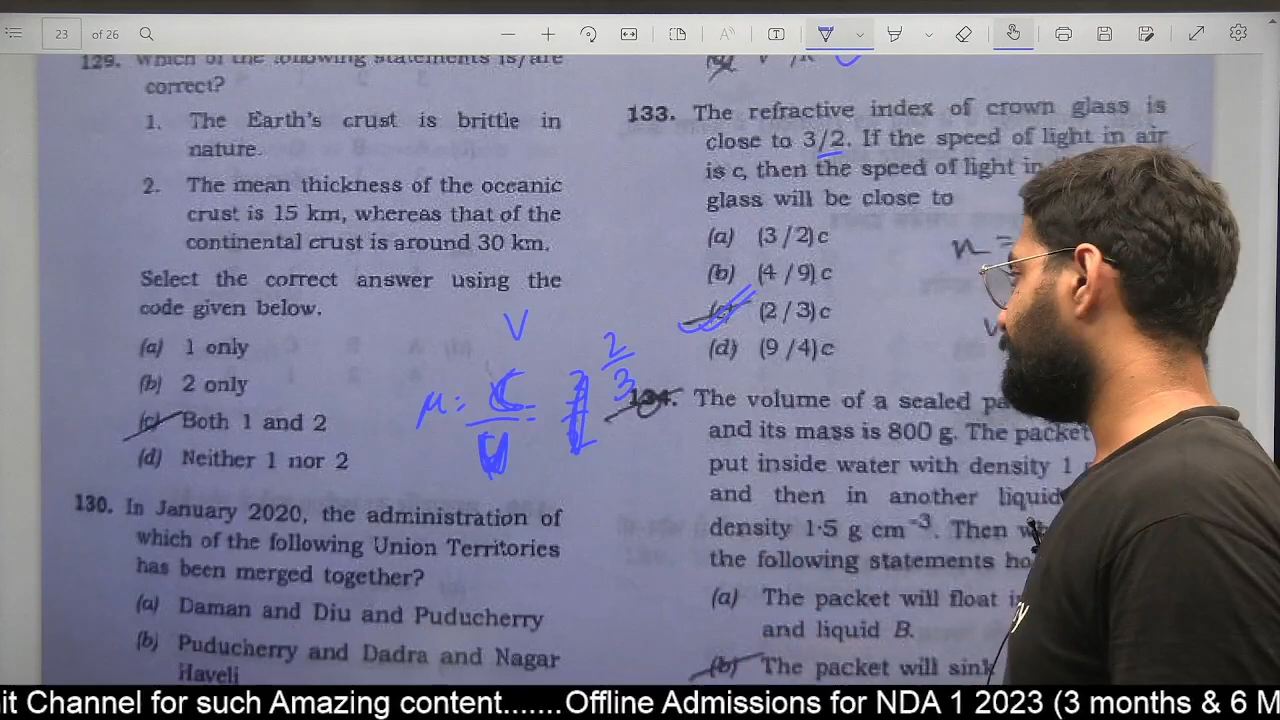 23 of 26
129. Which of the following statements is/are
correct?
1. The Earth's crust is brittle in
nature.
2. The mean thickness of the oceanic
crust is 15 km, whereas that of the
continental crust is around 30 km.
Select the correct answer using the
code given below.
(a) 1 only
(b) 2 only
(c) Both 1 and 2
(d) Neither 1 nor 2
130. In January 2020, the administration of
which of the following Union Territories
has been merged together?
(a) Daman and Diu and Puducherry
(b) Puducherry and Dadra and Nagar
Haveli
V
μ = c
2
3
133. The refractive index of crown glass is
close to 3/2. If the speed of light in air
is c, then the speed of light in
glass will be close to
(a) (3/2)c
(b) (4/9)c
(c) (2/3)c
(d) (9/4)c
n =
134. The volume of a sealed
and its mass is 800 g. The packet
put inside water with density 1
and then in another liquid
density 1·5 g cm⁻³. Then
the following statements
(a) The packet will float
and liquid B.
(b) The packet will sink
it Channel for such Amazing content.......Offline Admissions for NDA 1 2023 (3 months & 6 M